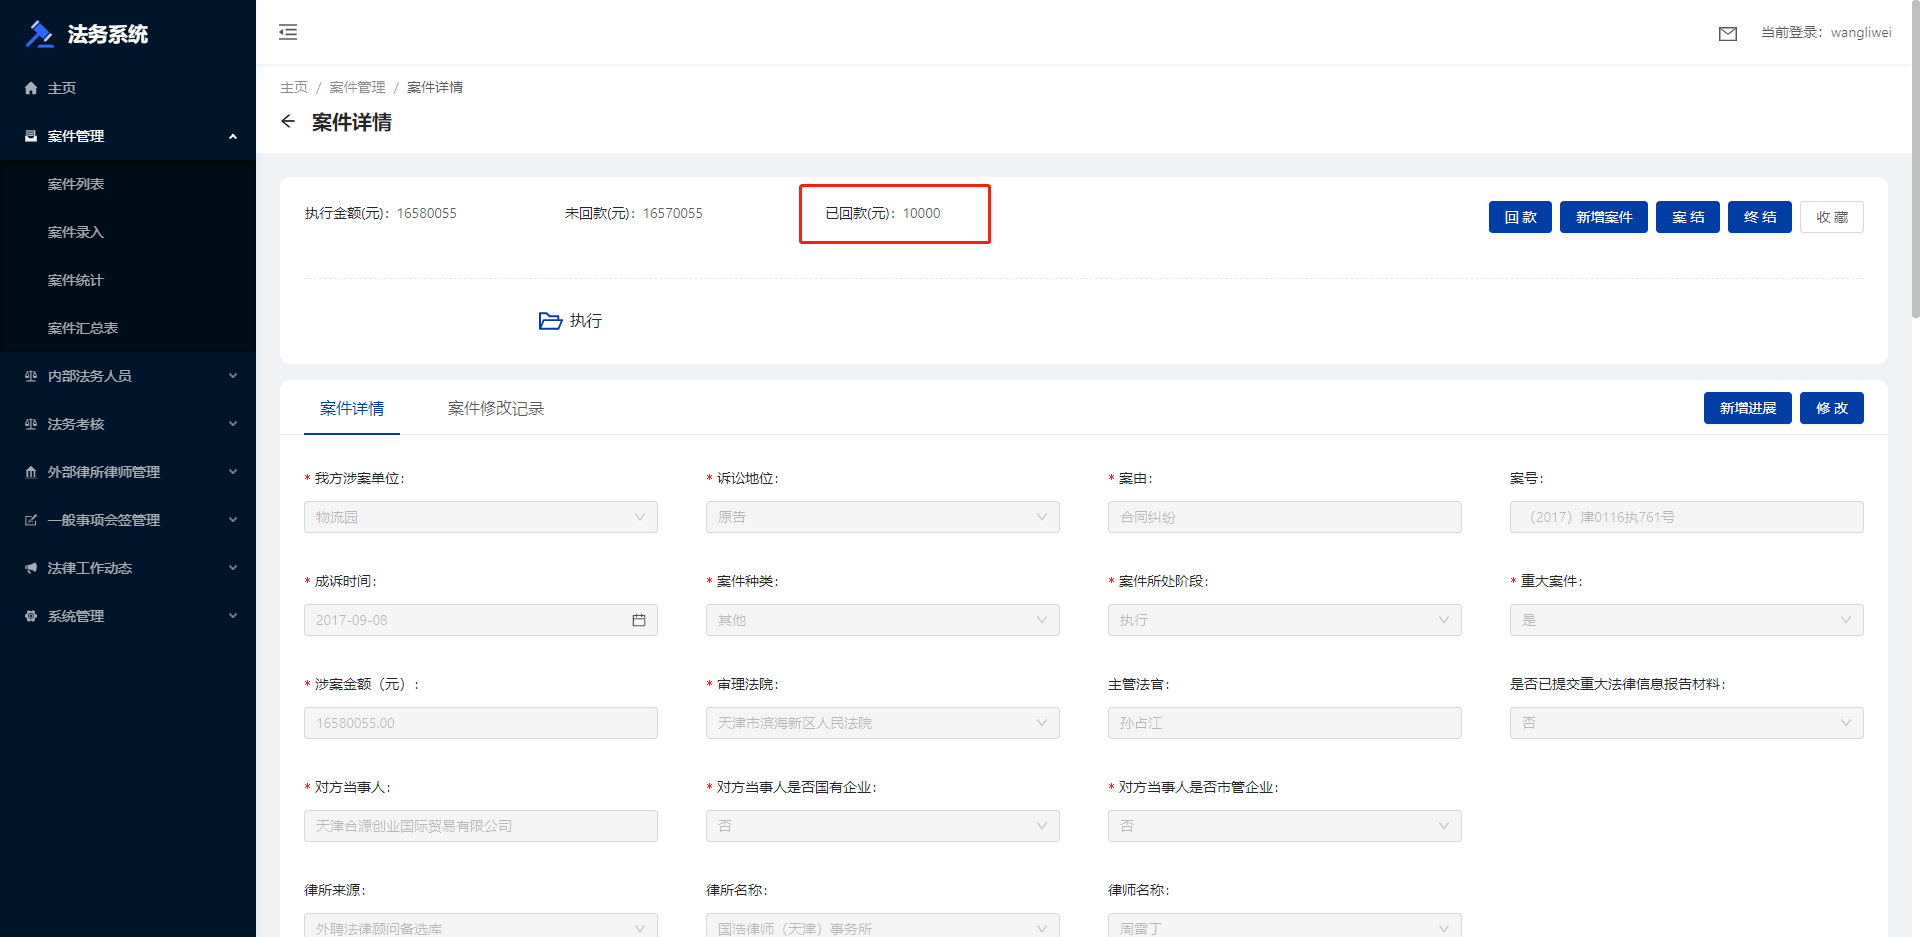 法务系统
当前登录：wangliwei
主页
案件管理
案件列表
案件录入
案件统计
案件汇总表
内部法务人员
法务考核
外部律所律师管理
一般事项会签管理
法律工作动态
系统管理
主页 / 案件管理 / 案件详情
案件详情
执行金额(元)：16580055 未回款(元)：16570055 已回款(元)：10000
回 款 新增案件 案 结 终 结 收 藏
执行
案件详情 案件修改记录 新增进展 修 改
* 我方涉案单位: * 诉讼地位: * 案由: 案号:
物流园 原告 合同纠纷 （2017）津0116执761号
* 成诉时间: * 案件种类: * 案件所处阶段: * 重大案件:
2017-09-08 其他 执行 是
* 涉案金额（元）: * 审理法院: 主管法官: 是否已提交重大法律信息报告材料:
16580055.00 天津市滨海新区人民法院 孙占江 否
* 对方当事人: * 对方当事人是否国有企业: * 对方当事人是否市管企业:
天津合源创业国际贸易有限公司 否 否
律所来源: 律所名称: 律师名称:
外聘法律顾问备选库 国浩律师（天津）事务所 周雷丁